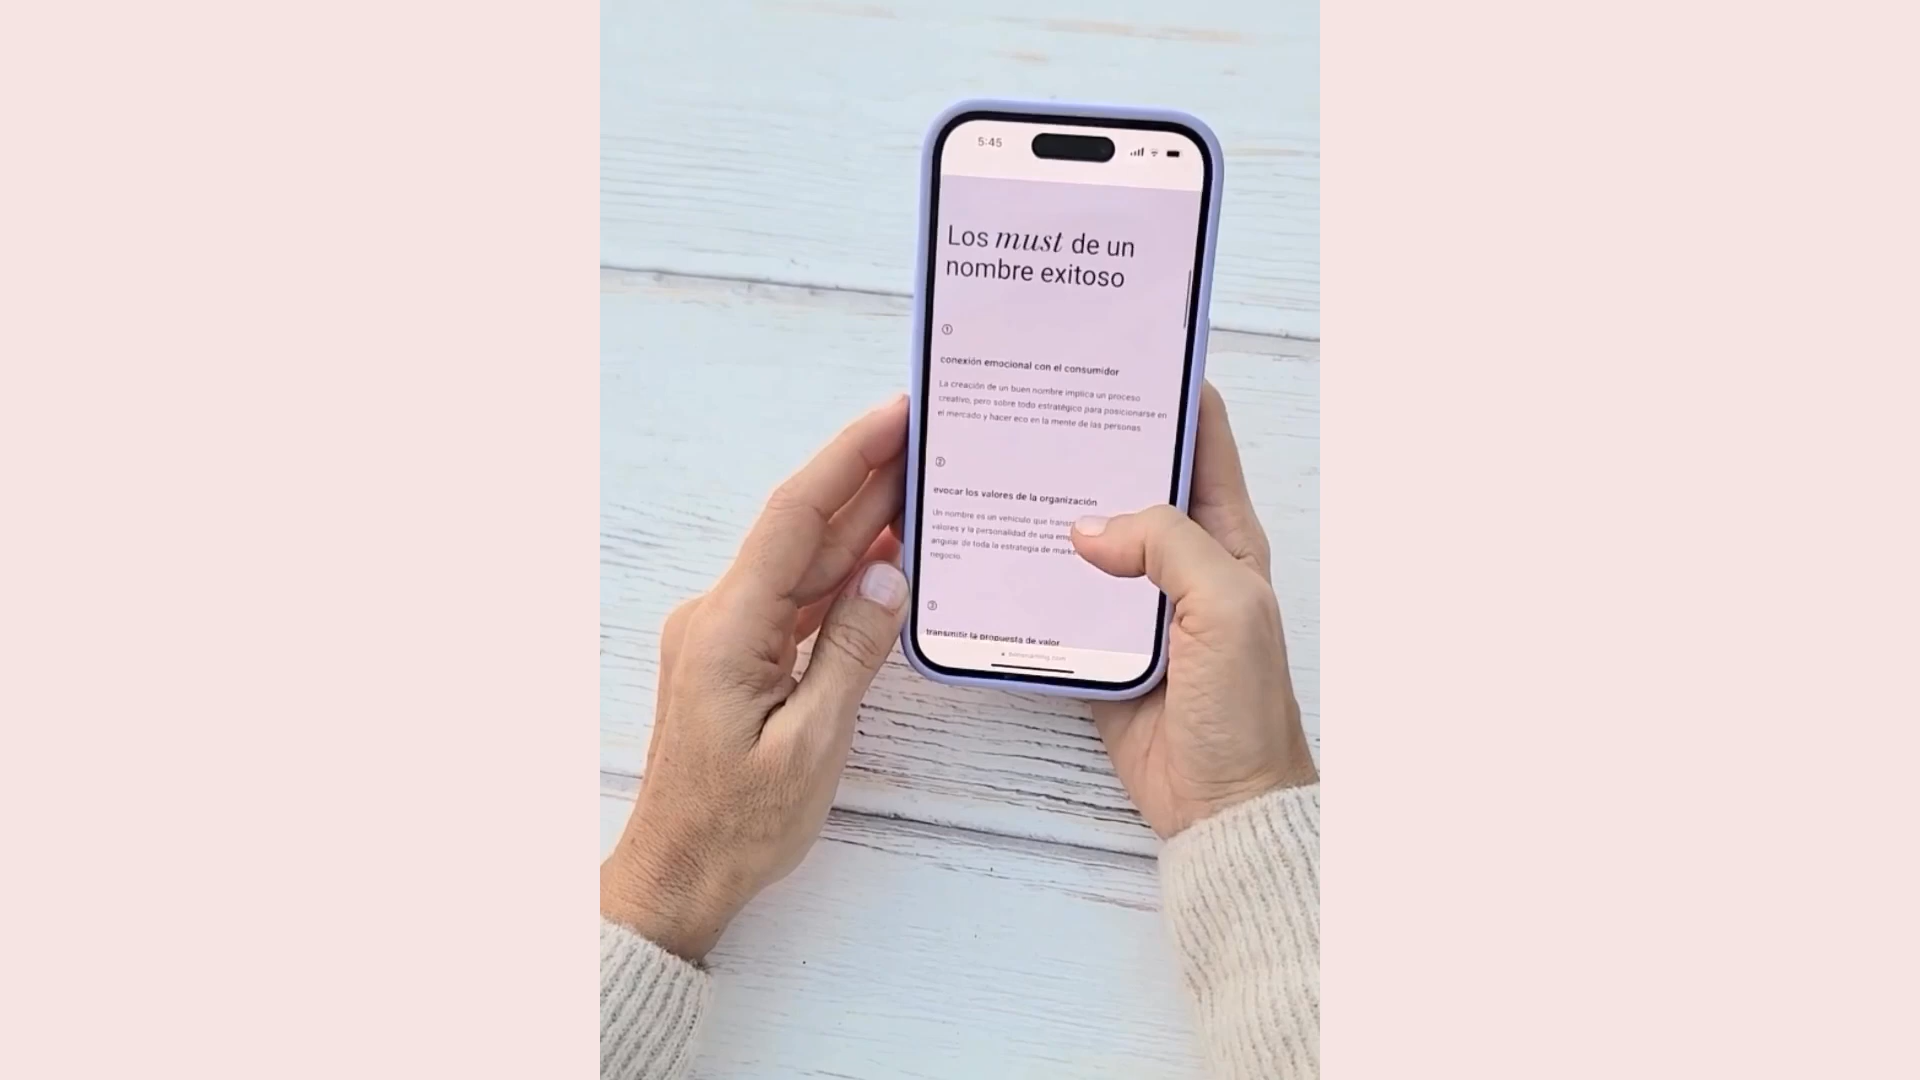 5:45
Los must de un
nombre exitoso
①
conexión emocional con el consumidor
La creación de un buen nombre implica un proceso
creativo, pero sobre todo estratégico para posicionarse en
el mercado y hacer eco en la mente de las personas
②
evocar los valores de la organización
Un nombre es un vehículo que
valores y la personalidad de una
angular de toda la estrategia de
negocio.
③
transmitir la propuesta de valor